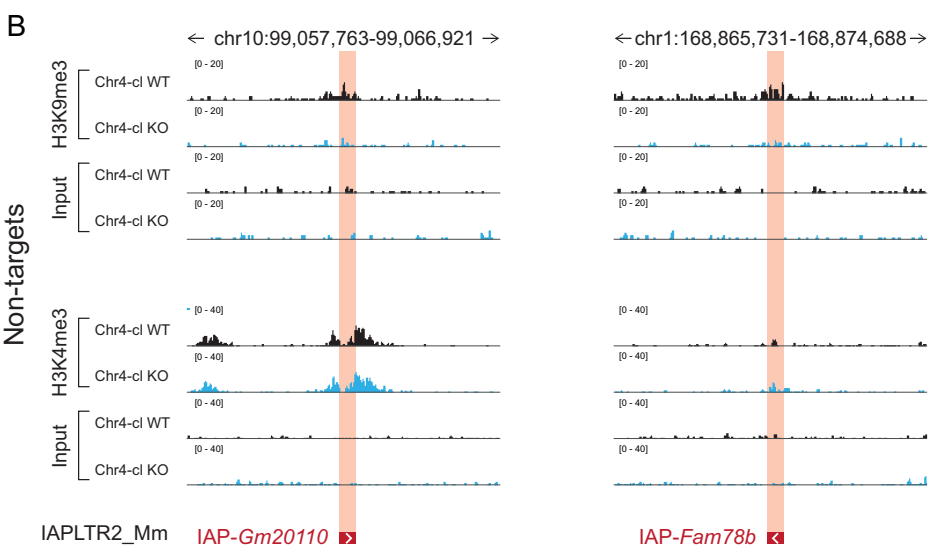 B
← chr10:99,057,763-99,066,921 →
← chr1:168,865,731-168,874,688 →
Non-targets
H3K9me3
Chr4-cl WT
[0 - 20]
[0 - 20]
Chr4-cl KO
[0 - 20]
[0 - 20]
Input
Chr4-cl WT
[0 - 20]
[0 - 20]
Chr4-cl KO
[0 - 20]
[0 - 20]
H3K4me3
Chr4-cl WT
[0 - 40]
[0 - 40]
Chr4-cl KO
[0 - 40]
[0 - 40]
Input
Chr4-cl WT
[0 - 40]
[0 - 40]
Chr4-cl KO
[0 - 40]
[0 - 40]
IAPLTR2_Mm
IAP-Gm20110
IAP-Fam78b